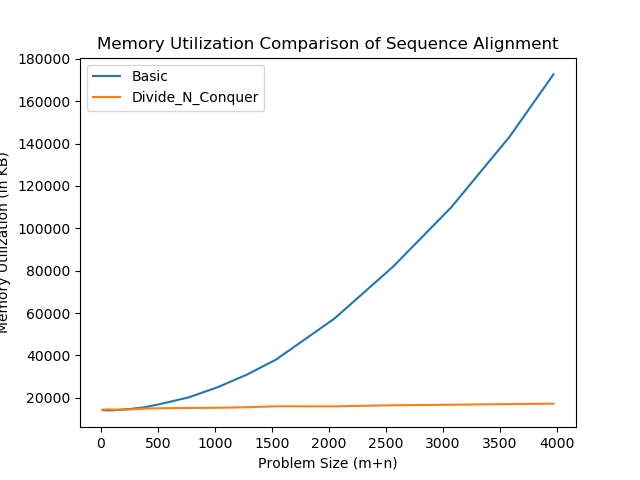 Memory Utilization Comparison of Sequence Alignment
Basic
Divide_N_Conquer
180000
160000
140000
120000
100000
80000
60000
40000
20000
Memory Utilization (in KB)
0 500 1000 1500 2000 2500 3000 3500 4000
Problem Size (m+n)